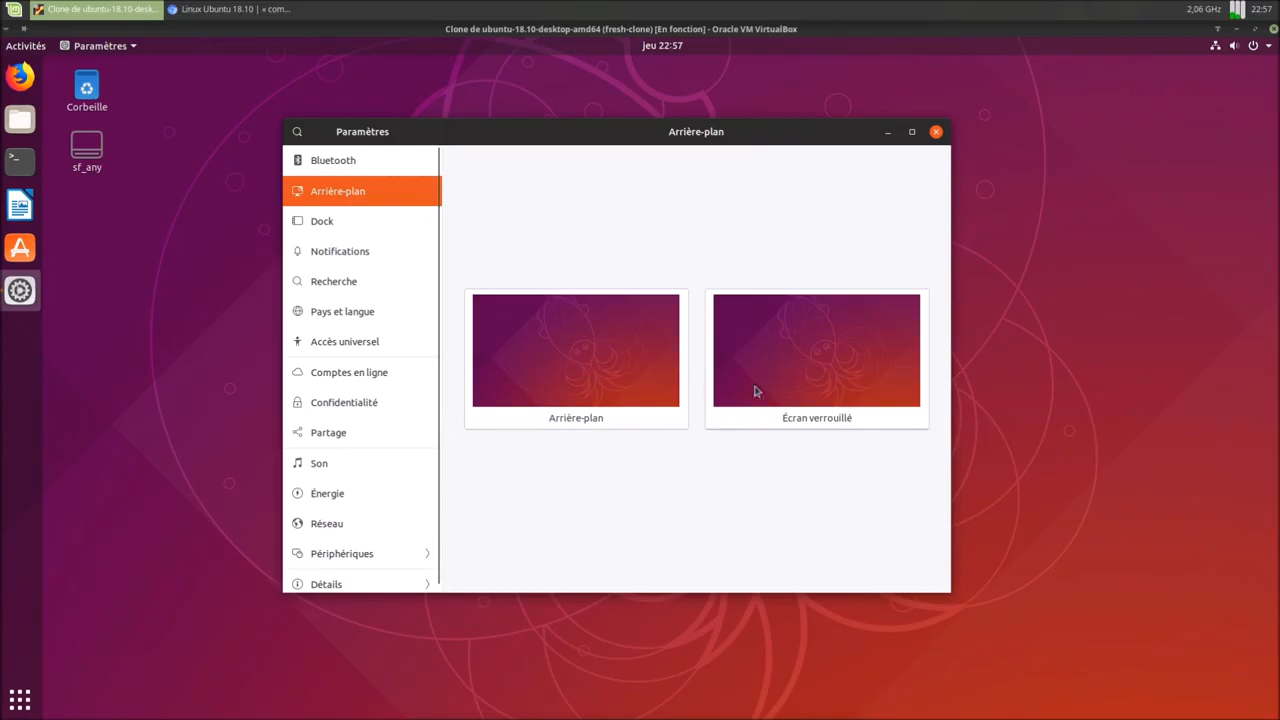 Clone de ubuntu-18.10-desk...
Linux Ubuntu 18.10 | « com...
2,06 GHz
22:57
Clone de ubuntu-18.10-desktop-amd64 (fresh-clone) [En fonction] - Oracle VM VirtualBox
Activités
Paramètres
jeu 22:57
Corbeille
sf_any
Paramètres
Arrière-plan
Bluetooth
Arrière-plan
Dock
Notifications
Recherche
Pays et langue
Accès universel
Comptes en ligne
Confidentialité
Partage
Son
Énergie
Réseau
Périphériques
Détails
Arrière-plan
Écran verrouillé